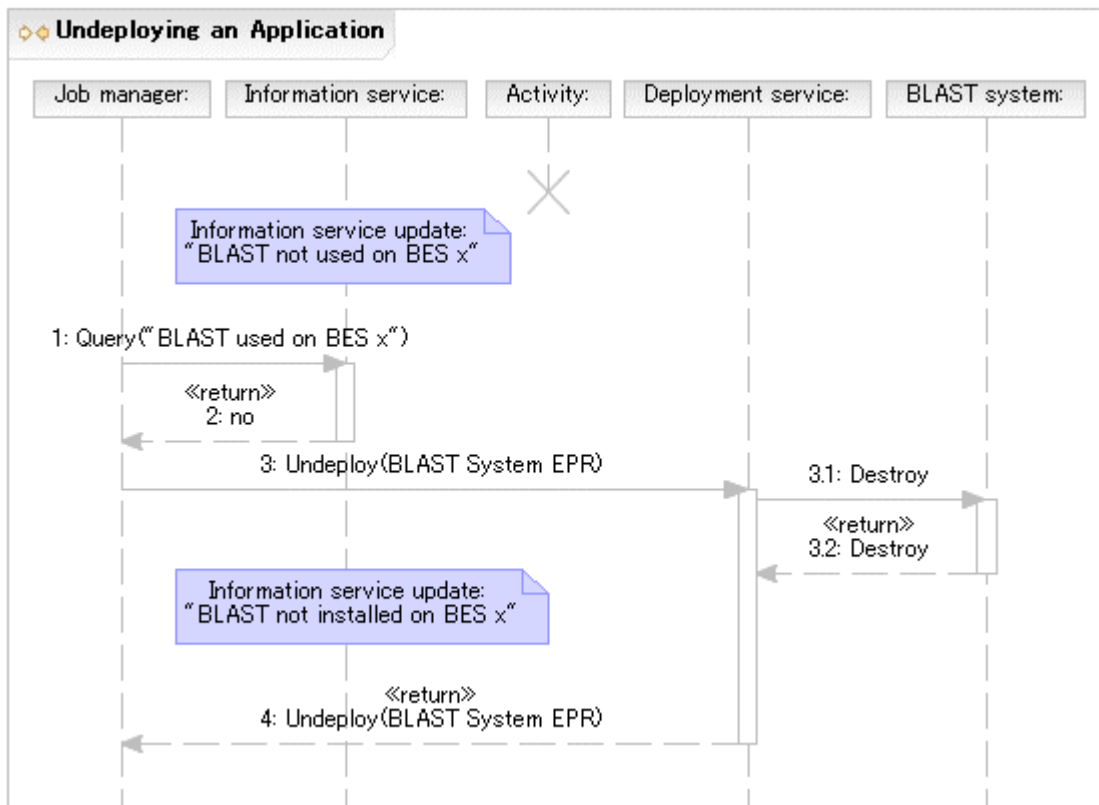 Undeploying an Application
Job manager:
Information service:
Activity:
Deployment service:
BLAST system:
Information service update:
"BLAST not used on BES x"
1: Query("BLAST used on BES x")
≪return≫
2: no
3: Undeploy(BLAST System EPR)
3.1: Destroy
≪return≫
3.2: Destroy
Information service update:
"BLAST not installed on BES x"
≪return≫
4: Undeploy(BLAST System EPR)